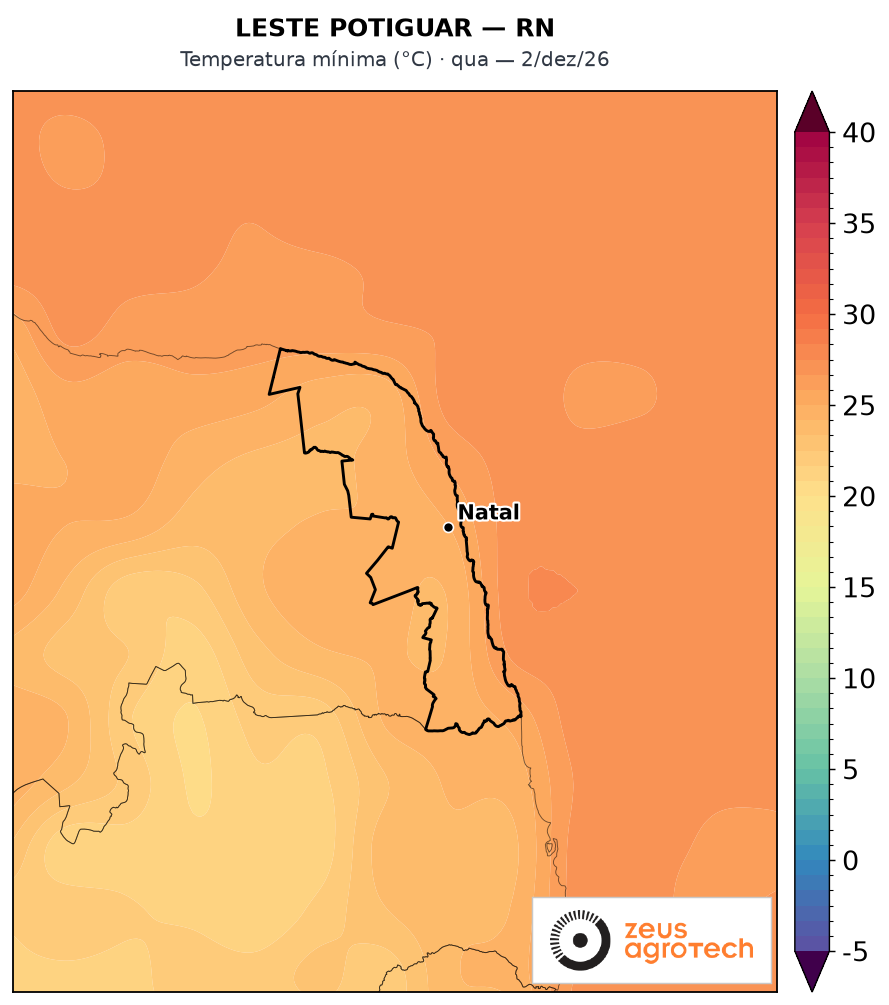 LESTE POTIGUAR — RN
Temperatura mínima (°C) · qua — 2/dez/26
40
35
30
25
20
15
10
5
0
-5
Natal
zeus
agrotech